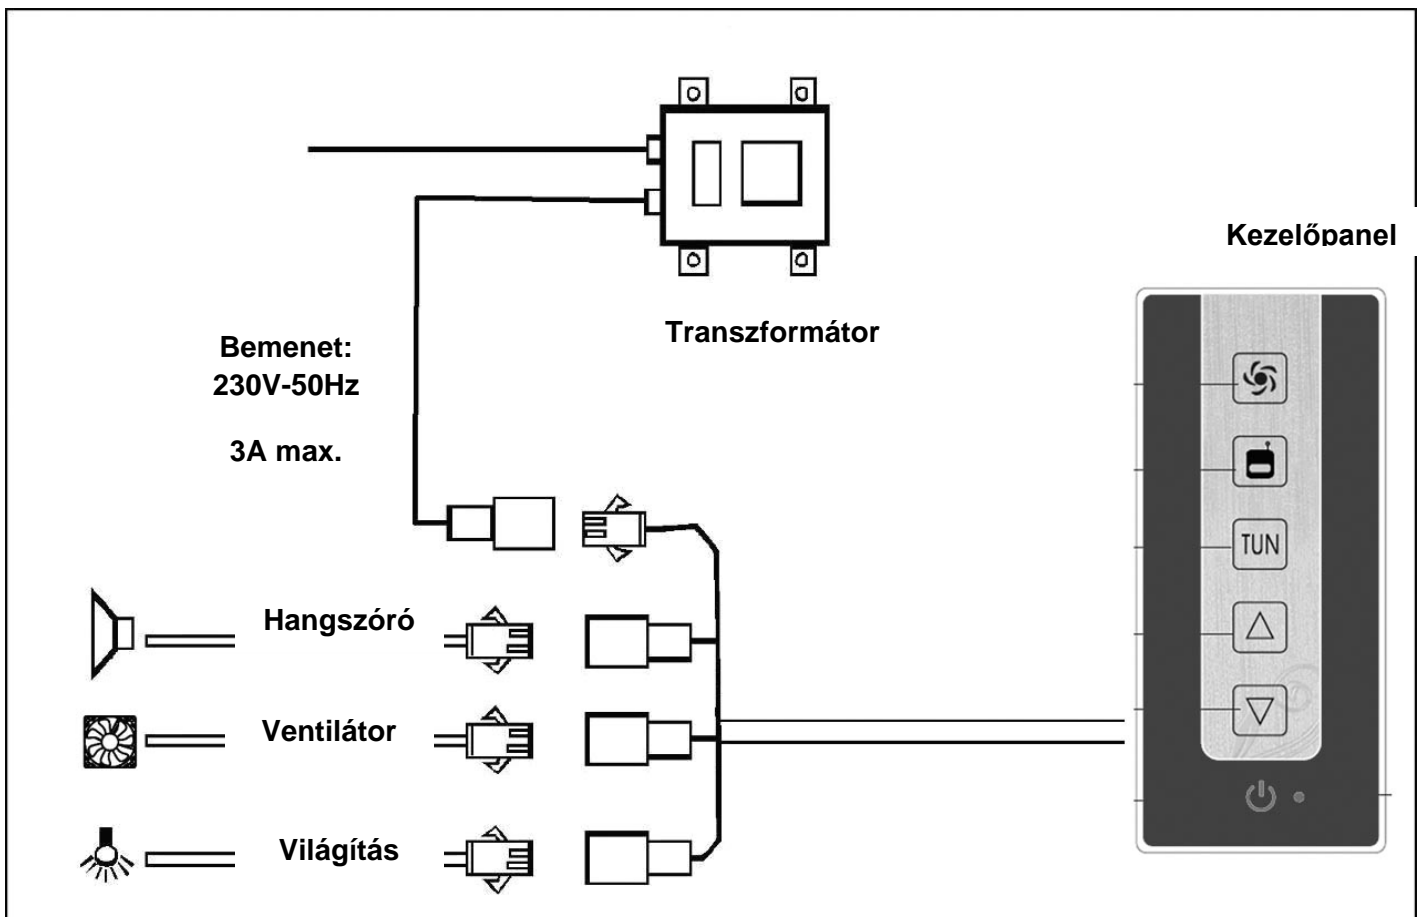 Kezelőpanel
Transzformátor
Bemenet:
230V-50Hz
3A max.
TUN
Hangszóró
Ventilátor
Világítás